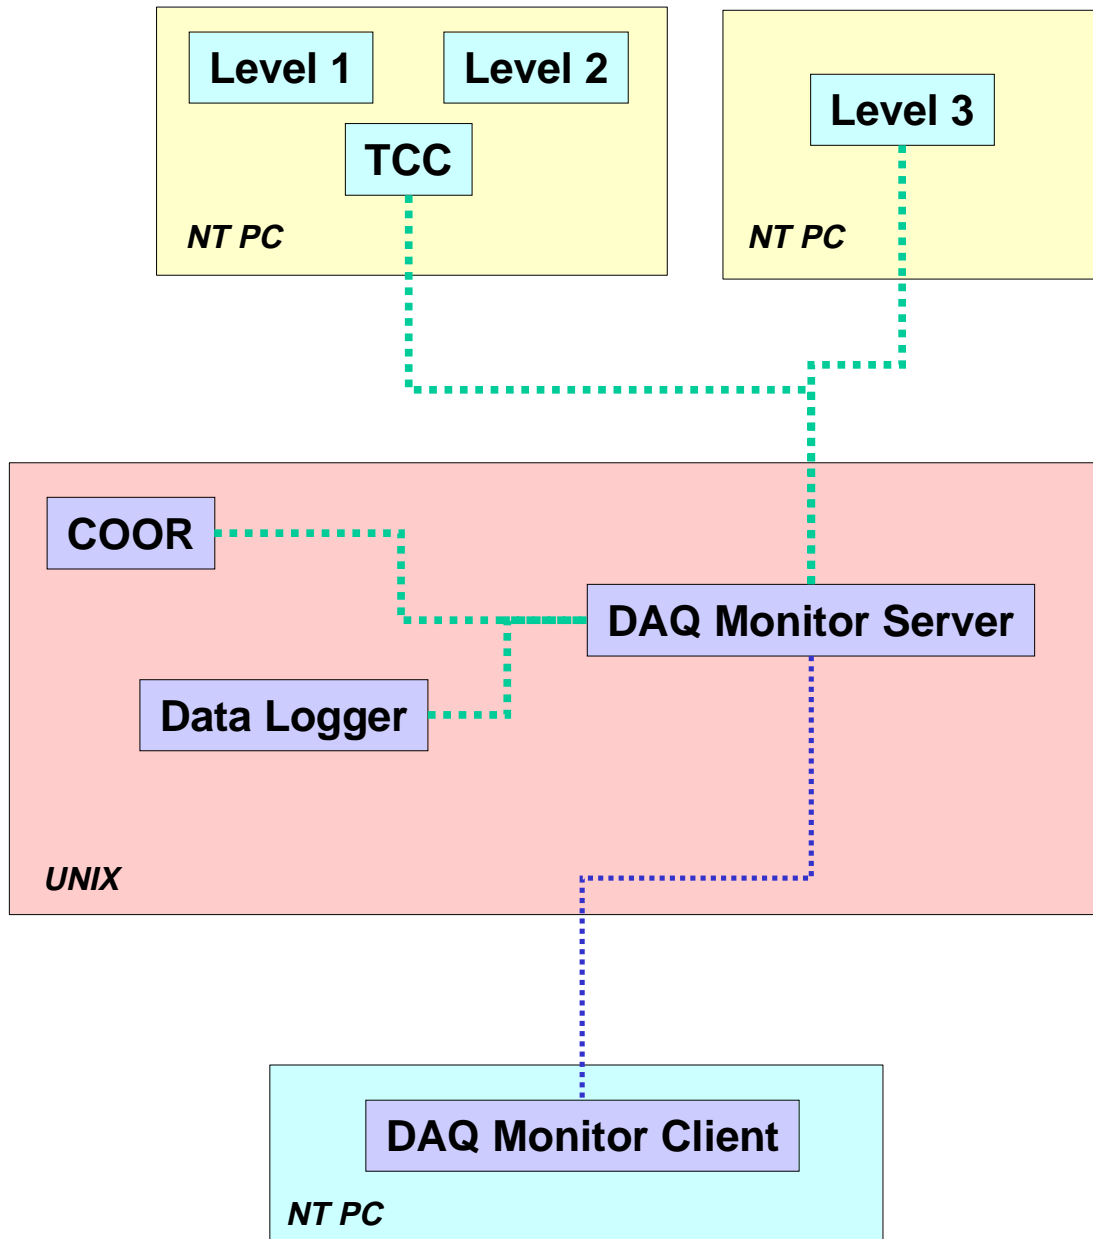 Level 1
Level 2
TCC
NT PC
Level 3
NT PC
COOR
DAQ Monitor Server
Data Logger
UNIX
DAQ Monitor Client
NT PC